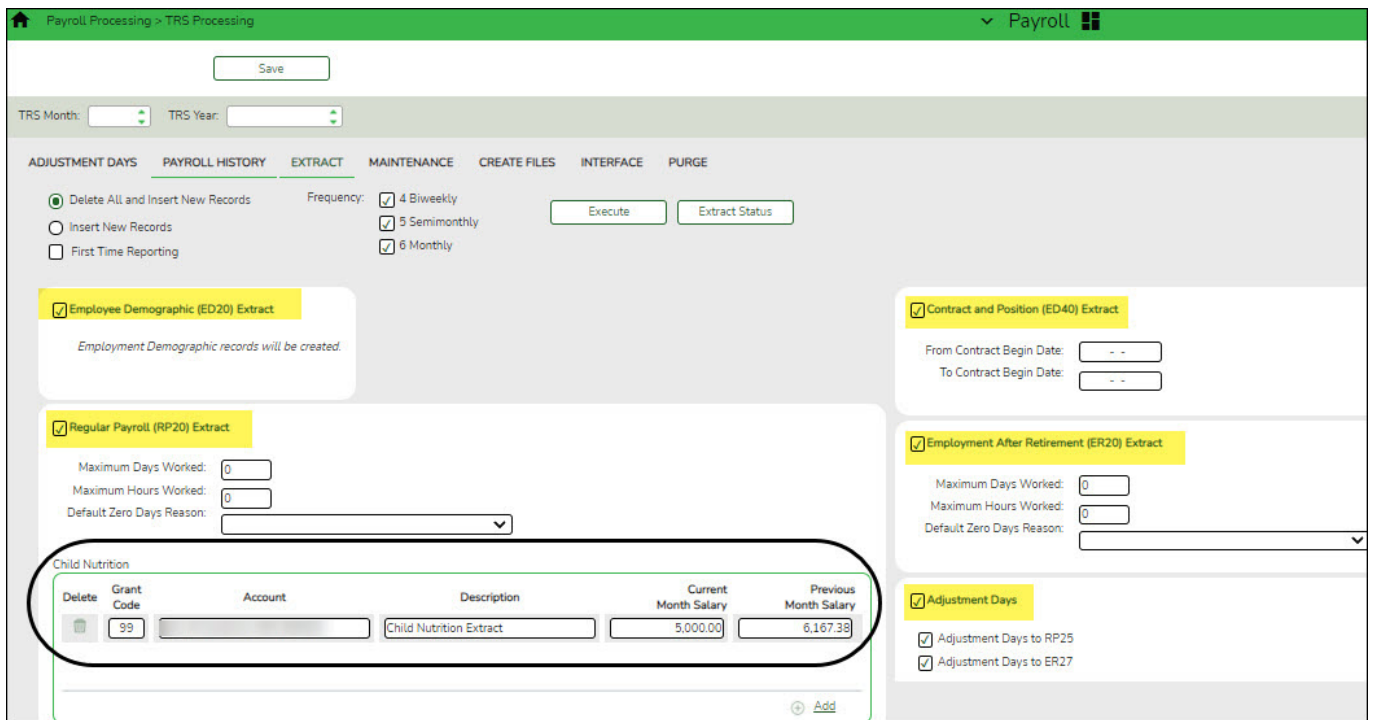 Payroll Processing > TRS Processing
Payroll
Save
TRS Month:
TRS Year:
ADJUSTMENT DAYS PAYROLL HISTORY EXTRACT MAINTENANCE CREATE FILES INTERFACE PURGE
Delete All and Insert New Records
Insert New Records
First Time Reporting
Frequency:
4 Biweekly
5 Semimonthly
6 Monthly
Execute
Extract Status
Employee Demographic (ED20) Extract
Employment Demographic records will be created.
Contract and Position (ED40) Extract
From Contract Begin Date: - -
To Contract Begin Date: - -
Regular Payroll (RP20) Extract
Maximum Days Worked: 0
Maximum Hours Worked: 0
Default Zero Days Reason:
Employment After Retirement (ER20) Extract
Maximum Days Worked: 0
Maximum Hours Worked: 0
Default Zero Days Reason:
Child Nutrition
Delete
Grant
Code
Account
Description
Current
Month Salary
Previous
Month Salary
99 Child Nutrition Extract 5,000.00 6,167.38
Add
Adjustment Days
Adjustment Days to RP25
Adjustment Days to ER27